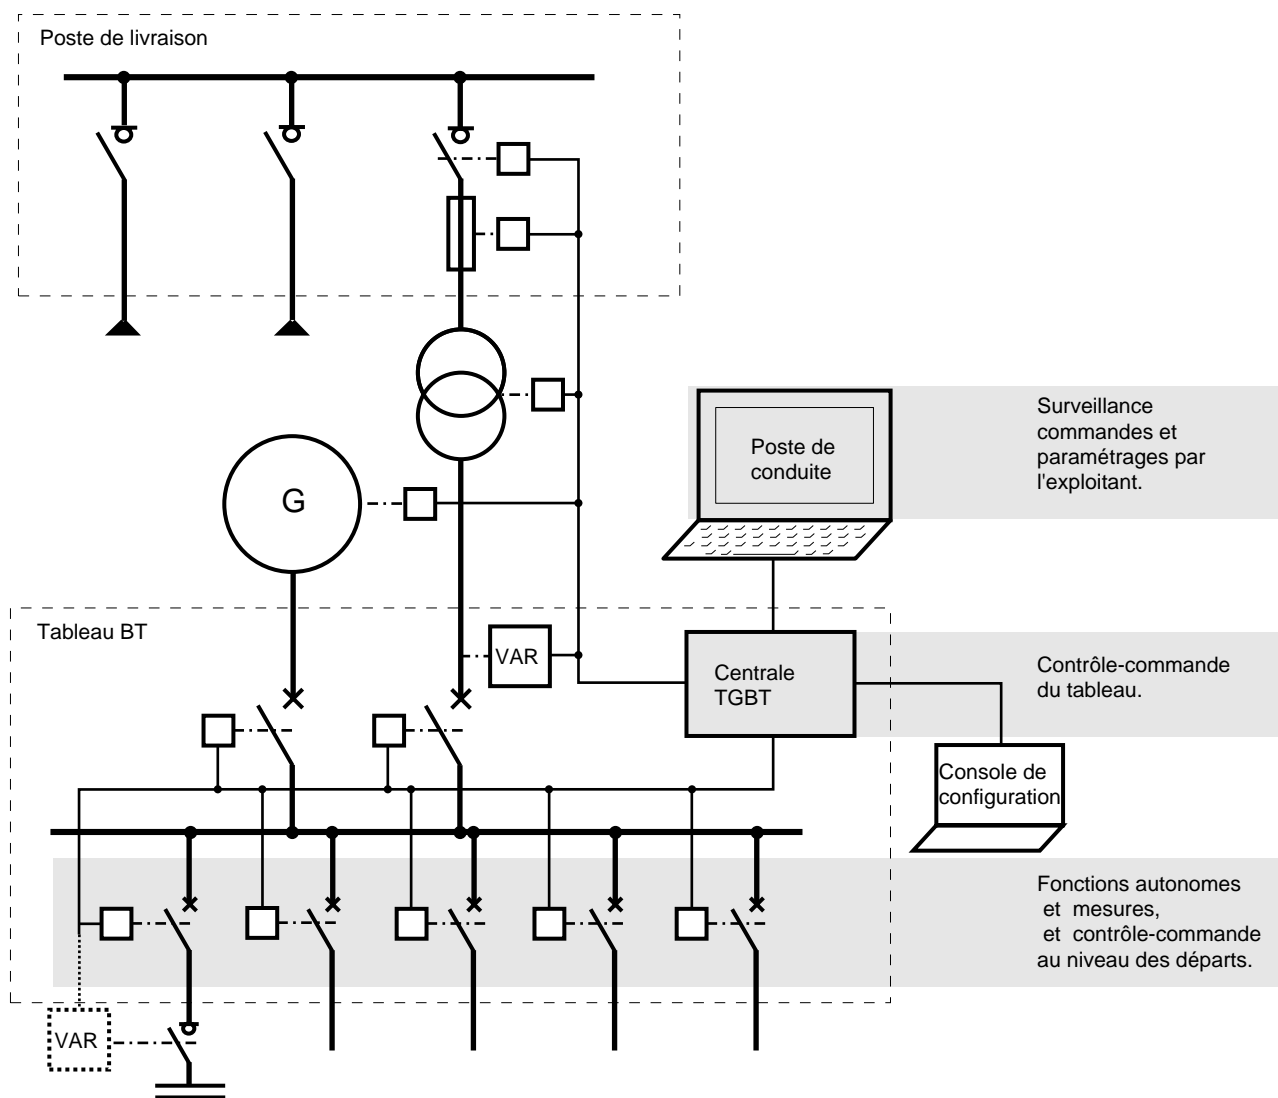 Poste de livraison
Surveillance
commandes et
paramétrages par
l'exploitant.
Poste de
conduite
G
Tableau BT
VAR
Centrale
TGBT
Contrôle-commande
du tableau.
Console de
configuration
Fonctions autonomes
et mesures,
et contrôle-commande
au niveau des départs.
VAR